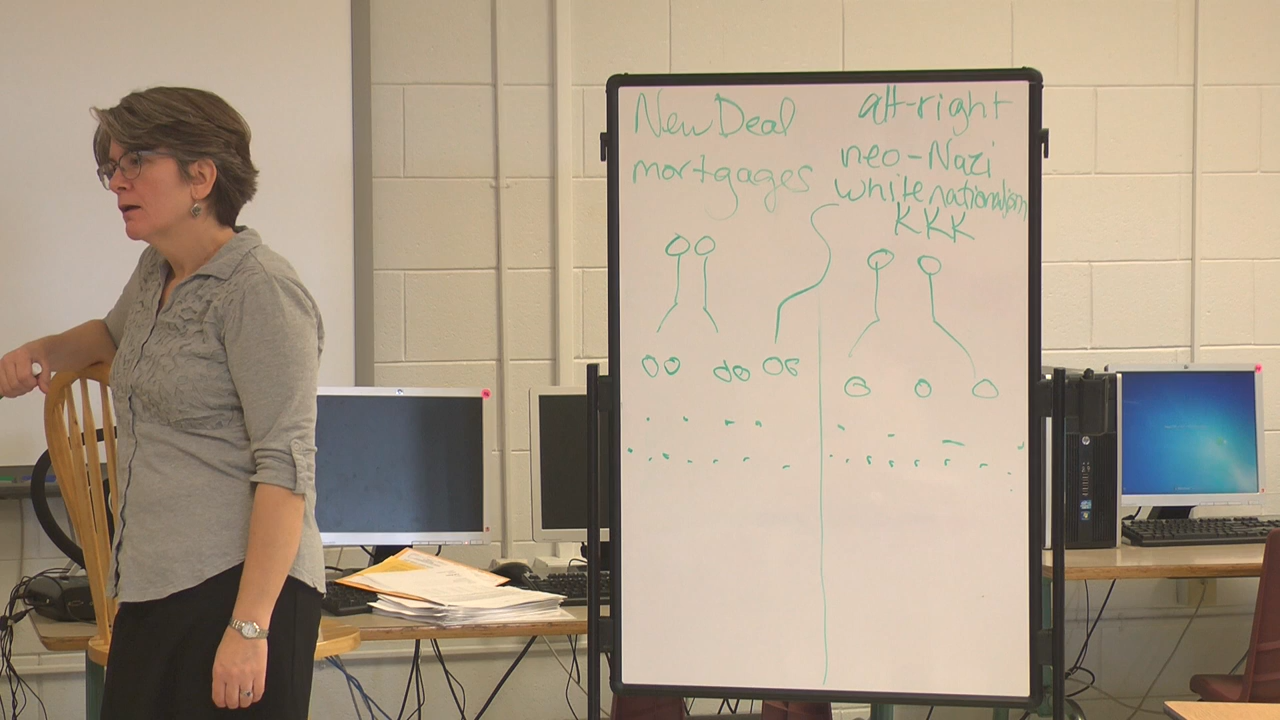 New Deal
mortgages
alt-right
neo-Nazi
white nationalism
KKK